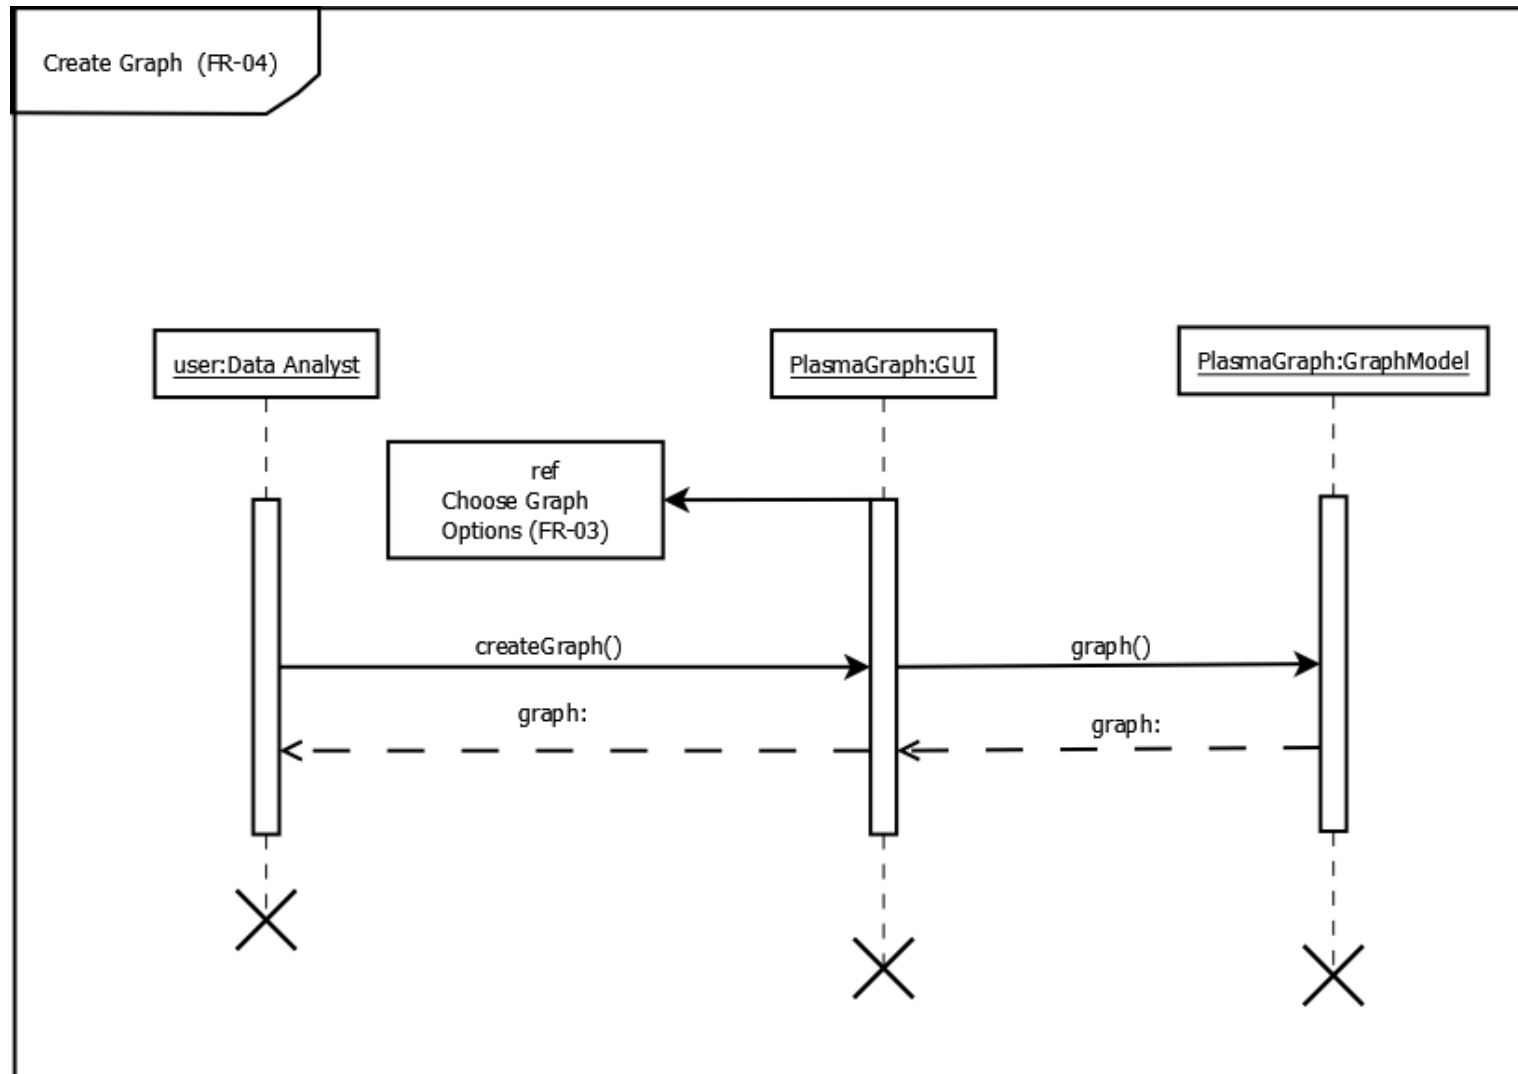 Create Graph (FR-04)
user:Data Analyst
PlasmaGraph:GUI
PlasmaGraph:GraphModel
ref
Choose Graph
Options (FR-03)
createGraph()
graph()
graph:
graph: